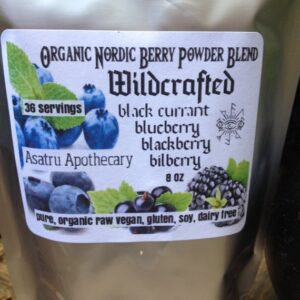 Organic Nordic Berry Powder Blend
Wildcrafted
36 servings
black currant
blueberry
blackberry
bilberry
Asatru Apothecary
8 oz
pure, organic raw vegan, gluten, soy, dairy free